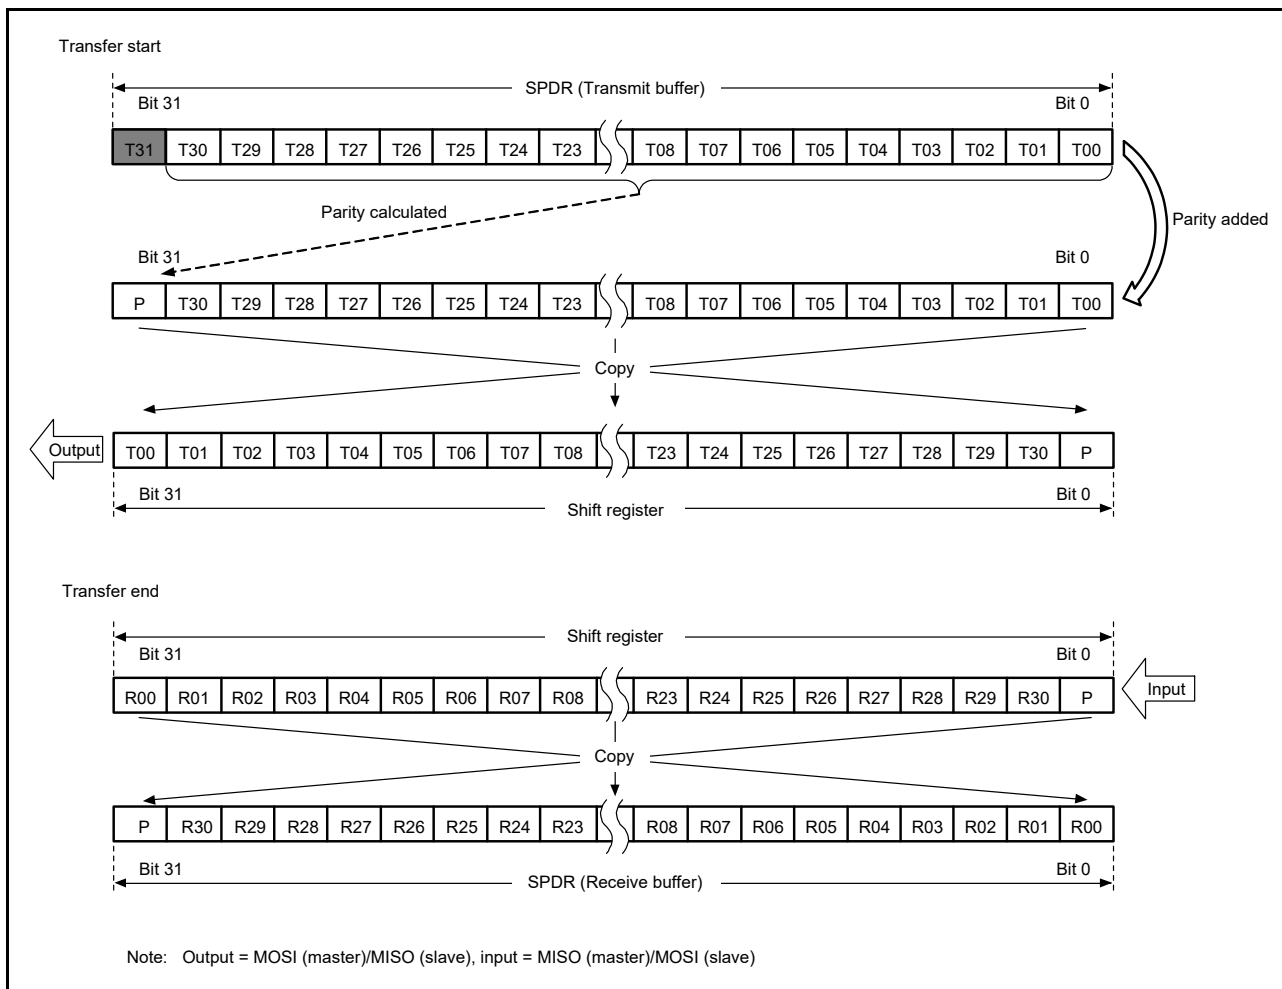 Transfer start
SPDR (Transmit buffer)
Bit 31 Bit 0
T31 T30 T29 T28 T27 T26 T25 T24 T23 T08 T07 T06 T05 T04 T03 T02 T01 T00
Parity calculated
Parity added
Bit 31 Bit 0
P T30 T29 T28 T27 T26 T25 T24 T23 T08 T07 T06 T05 T04 T03 T02 T01 T00
Copy
Output T00 T01 T02 T03 T04 T05 T06 T07 T08 T23 T24 T25 T26 T27 T28 T29 T30 P
Bit 31 Bit 0
Shift register
Transfer end
Shift register
Bit 31 Bit 0
R00 R01 R02 R03 R04 R05 R06 R07 R08 R23 R24 R25 R26 R27 R28 R29 R30 P Input
Copy
P R30 R29 R28 R27 R26 R25 R24 R23 R08 R07 R06 R05 R04 R03 R02 R01 R00
Bit 31 Bit 0
SPDR (Receive buffer)
Note: Output = MOSI (master)/MISO (slave), input = MISO (master)/MOSI (slave)